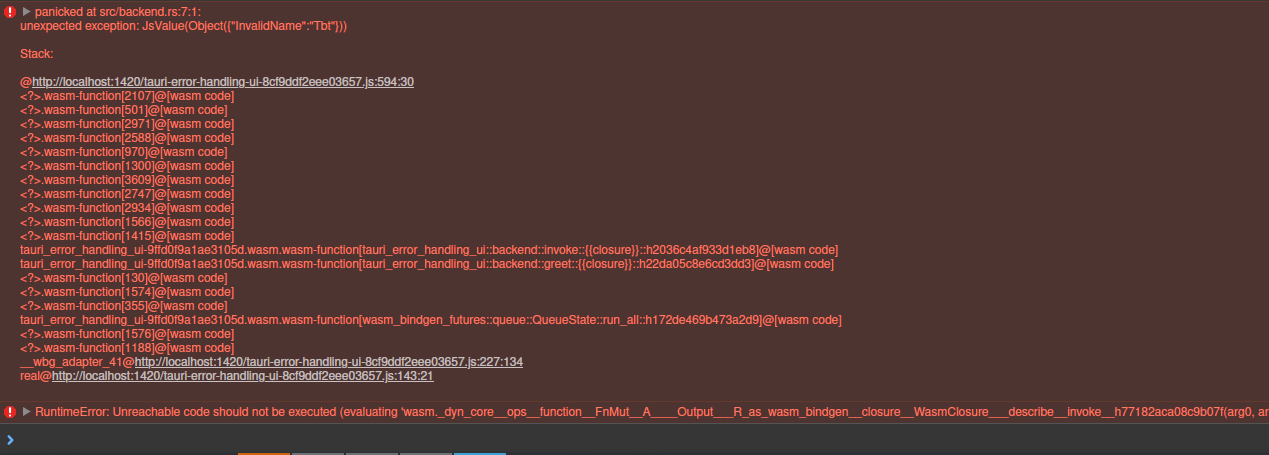 panicked at src/backend.rs:7:1:
unexpected exception: JsValue(Object({"InvalidName":"Tbt"}))
Stack:
@http://localhost:1420/tauri-error-handling-ui-8cf9ddf2eee03657.js:594:30
<?>.wasm-function[2107]@[wasm code]
<?>.wasm-function[501]@[wasm code]
<?>.wasm-function[2971]@[wasm code]
<?>.wasm-function[2588]@[wasm code]
<?>.wasm-function[970]@[wasm code]
<?>.wasm-function[1300]@[wasm code]
<?>.wasm-function[3609]@[wasm code]
<?>.wasm-function[2747]@[wasm code]
<?>.wasm-function[2934]@[wasm code]
<?>.wasm-function[1566]@[wasm code]
<?>.wasm-function[1415]@[wasm code]
tauri_error_handling_ui-9ffd0f9a1ae3105d.wasm.wasm-function[tauri_error_handling_ui::backend::invoke::{{closure}}::h2036c4af933d1eb8]@[wasm code]
tauri_error_handling_ui-9ffd0f9a1ae3105d.wasm.wasm-function[tauri_error_handling_ui::backend::greet::{{closure}}::h22da05c8e6cd3dd3]@[wasm code]
<?>.wasm-function[130]@[wasm code]
<?>.wasm-function[1574]@[wasm code]
<?>.wasm-function[355]@[wasm code]
tauri_error_handling_ui-9ffd0f9a1ae3105d.wasm.wasm-function[wasm_bindgen_futures::queue::QueueState::run_all::h172de469b473a2d9]@[wasm code]
<?>.wasm-function[1576]@[wasm code]
<?>.wasm-function[1188]@[wasm code]
__wbg_adapter_41@http://localhost:1420/tauri-error-handling-ui-8cf9ddf2eee03657.js:227:134
real@http://localhost:1420/tauri-error-handling-ui-8cf9ddf2eee03657.js:143:21
RuntimeError: Unreachable code should not be executed (evaluating 'wasm._dyn_core__ops__function__FnMut__A____Output___R_as_wasm_bindgen__closure__WasmClosure___describe__invoke__h77182aca08c9b07f(arg0, ar